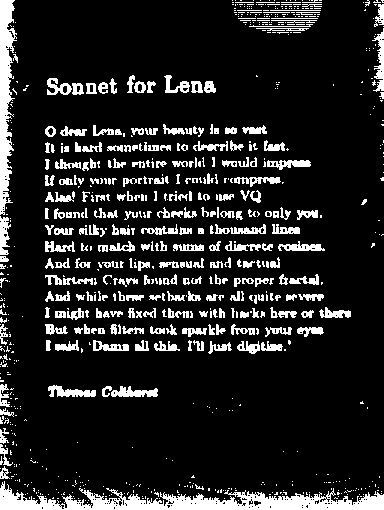 Sonnet for Lena
O dear Lena, your beauty is so vast
It is hard sometimes to describe it fast.
I thought the entire world I would impress
If only your portrait I could compress.
Alas! First when I tried to use VQ
I found that your cheeks belong to only you.
Your silky hair contains a thousand lines
Hard to match with sums of discrete cosines.
And for your lips, sensual and tactual
Thirteen Crays found not the proper fractal.
And while these setbacks are all quite severe
I might have fixed them with hacks here or there
But when filters took sparkle from your eyes
I said, 'Damn all this. I'll just digitize.'
Thomas Colthurst